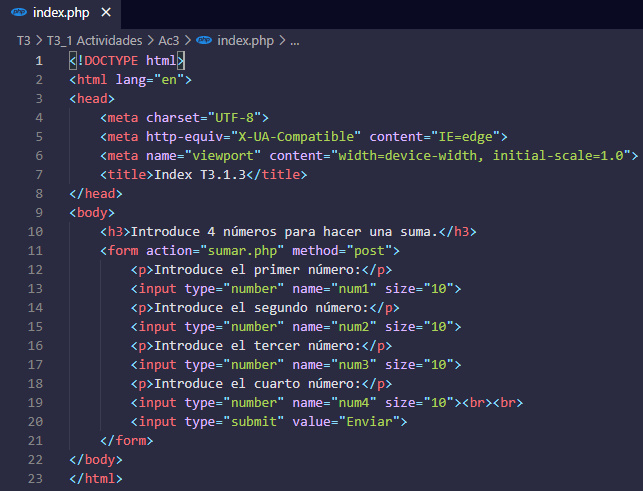 index.php ×
T3 > T3_1 Actividades > Ac3 > index.php > ...
1 <!DOCTYPE html>
2 <html lang="en">
3 <head>
4 <meta charset="UTF-8">
5 <meta http-equiv="X-UA-Compatible" content="IE=edge">
6 <meta name="viewport" content="width=device-width, initial-scale=1.0">
7 <title>Index T3.1.3</title>
8 </head>
9 <body>
10 <h3>Introduce 4 números para hacer una suma.</h3>
11 <form action="sumar.php" method="post">
12 <p>Introduce el primer número:</p>
13 <input type="number" name="num1" size="10">
14 <p>Introduce el segundo número:</p>
15 <input type="number" name="num2" size="10">
16 <p>Introduce el tercer número:</p>
17 <input type="number" name="num3" size="10">
18 <p>Introduce el cuarto número:</p>
19 <input type="number" name="num4" size="10"><br><br>
20 <input type="submit" value="Enviar">
21 </form>
22 </body>
23 </html>